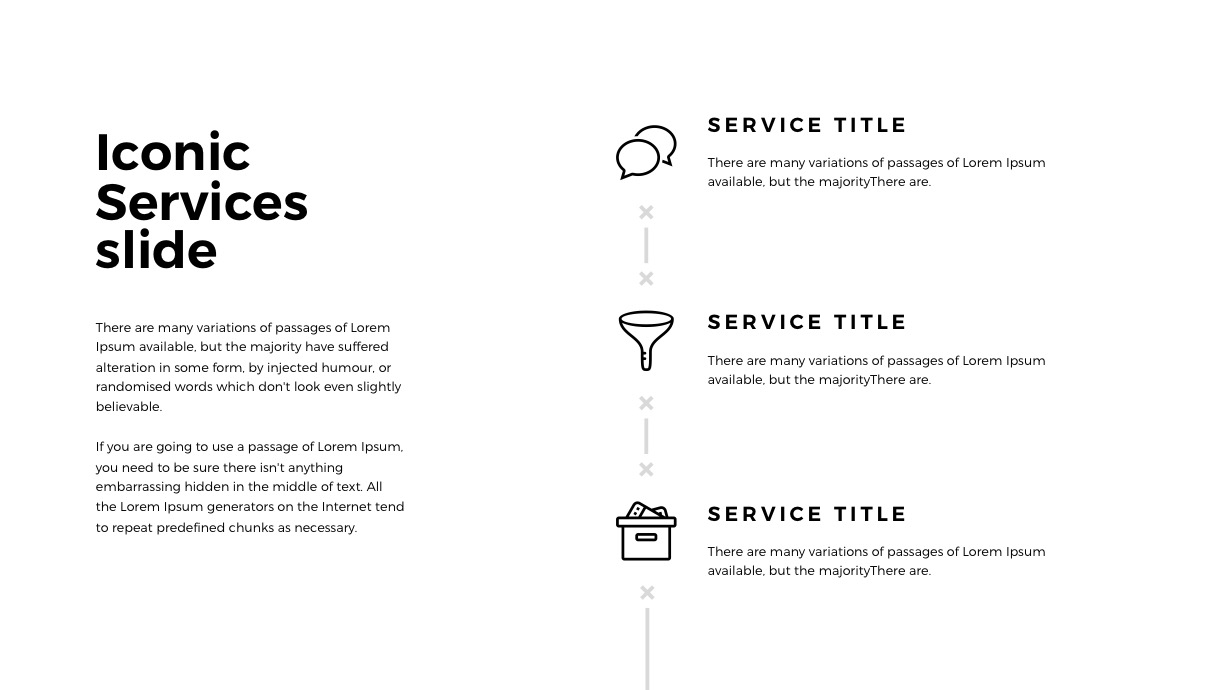 Iconic
Services
slide
There are many variations of passages of Lorem
Ipsum available, but the majority have suffered
alteration in some form, by injected humour, or
randomised words which don't look even slightly
believable.
If you are going to use a passage of Lorem Ipsum,
you need to be sure there isn't anything
embarrassing hidden in the middle of text. All
the Lorem Ipsum generators on the Internet tend
to repeat predefined chunks as necessary.
SERVICE TITLE
There are many variations of passages of Lorem Ipsum
available, but the majorityThere are.
SERVICE TITLE
There are many variations of passages of Lorem Ipsum
available, but the majorityThere are.
SERVICE TITLE
There are many variations of passages of Lorem Ipsum
available, but the majorityThere are.